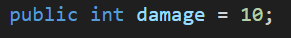 public int damage = 10;